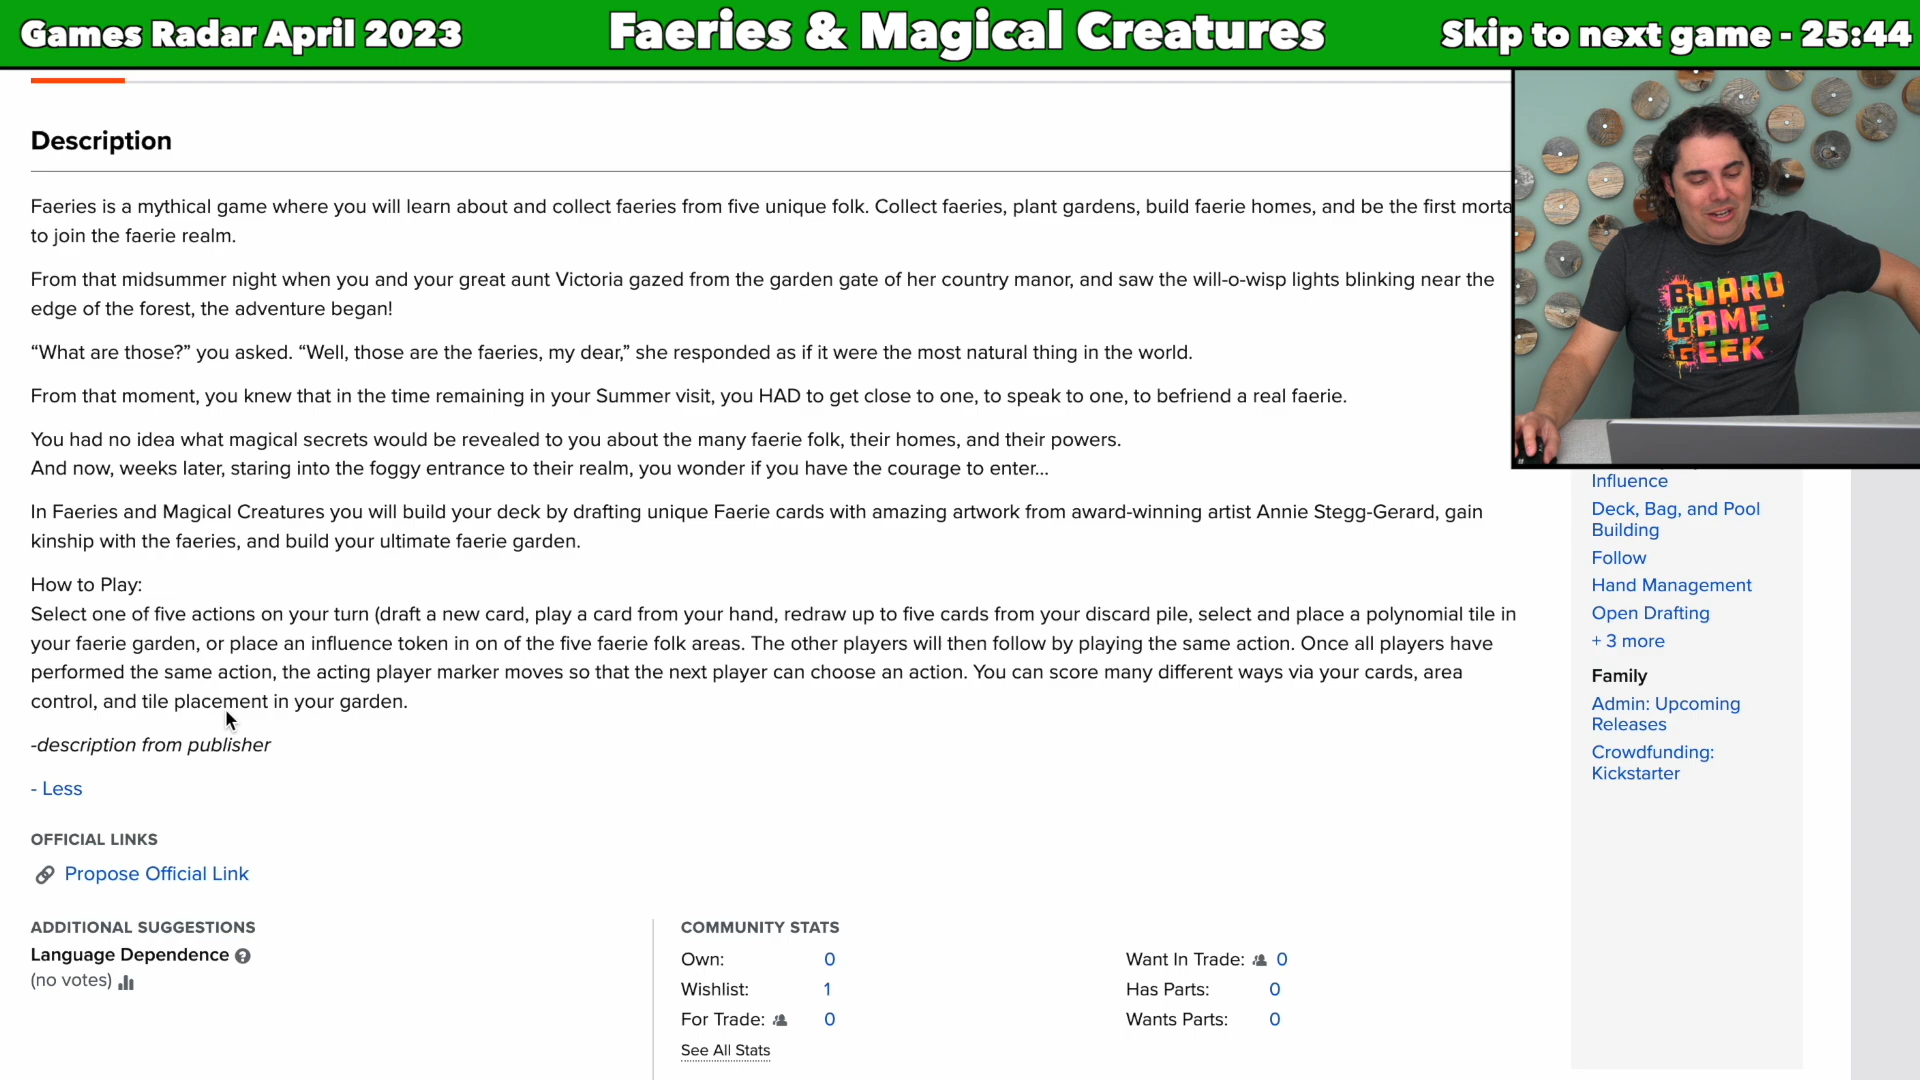 Games Radar April 2023
Faeries & Magical Creatures
Skip to next game - 25:44
Description
Faeries is a mythical game where you will learn about and collect faeries from five unique folk. Collect faeries, plant gardens, build faerie homes, and be the first morta
to join the faerie realm.
From that midsummer night when you and your great aunt Victoria gazed from the garden gate of her country manor, and saw the will-o-wisp lights blinking near the
edge of the forest, the adventure began!
“What are those?” you asked. “Well, those are the faeries, my dear,” she responded as if it were the most natural thing in the world.
From that moment, you knew that in the time remaining in your Summer visit, you HAD to get close to one, to speak to one, to befriend a real faerie.
You had no idea what magical secrets would be revealed to you about the many faerie folk, their homes, and their powers.
And now, weeks later, staring into the foggy entrance to their realm, you wonder if you have the courage to enter...
In Faeries and Magical Creatures you will build your deck by drafting unique Faerie cards with amazing artwork from award-winning artist Annie Stegg-Gerard, gain
kinship with the faeries, and build your ultimate faerie garden.
How to Play:
Select one of five actions on your turn (draft a new card, play a card from your hand, redraw up to five cards from your discard pile, select and place a polynomial tile in
your faerie garden, or place an influence token in on of the five faerie folk areas. The other players will then follow by playing the same action. Once all players have
performed the same action, the acting player marker moves so that the next player can choose an action. You can score many different ways via your cards, area
control, and tile placement in your garden.
-description from publisher
- Less
OFFICIAL LINKS
Propose Official Link
ADDITIONAL SUGGESTIONS
Language Dependence
(no votes)
COMMUNITY STATS
Own: 0
Wishlist: 1
For Trade: 0
See All Stats
Want In Trade: 0
Has Parts: 0
Wants Parts: 0
BOARD
GAME
GEEK
Influence
Deck, Bag, and Pool
Building
Follow
Hand Management
Open Drafting
+ 3 more
Family
Admin: Upcoming
Releases
Crowdfunding:
Kickstarter